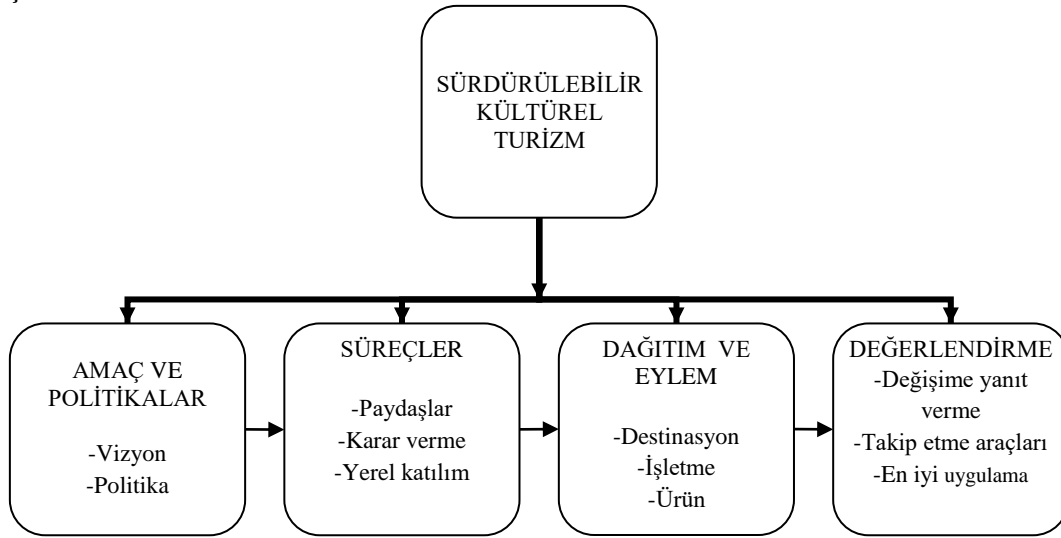 SÜRDÜRÜLEBİLİR
KÜLTÜREL
TURİZM
AMAÇ VE
POLİTİKALAR
-Vizyon
-Politika
SÜREÇLER
-Paydaşlar
-Karar verme
-Yerel katılım
DAĞITIM VE
EYLEM
-Destinasyon
-İşletme
-Ürün
DEĞERLENDİRME
-Değişime yanıt
verme
-Takip etme araçları
-En iyi uygulama